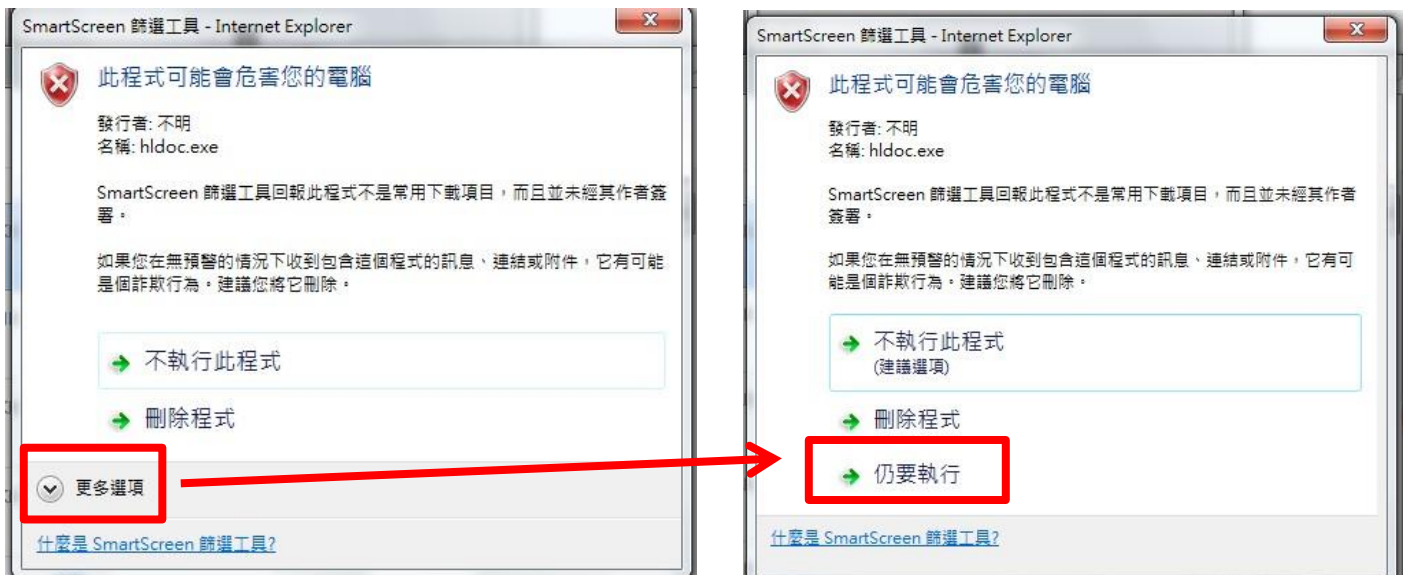 SmartScreen 篩選工具 - Internet Explorer
此程式可能會危害您的電腦
發行者: 不明
名稱: hldoc.exe
SmartScreen 篩選工具回報此程式不是常用下載項目，而且並未經其作者簽
署。
如果您在無預警的情況下收到包含這個程式的訊息、連結或附件，它有可能
是個詐欺行為。建議您將它刪除。
不執行此程式
刪除程式
更多選項
什麼是 SmartScreen 篩選工具?
SmartScreen 篩選工具 - Internet Explorer
此程式可能會危害您的電腦
發行者: 不明
名稱: hldoc.exe
SmartScreen 篩選工具回報此程式不是常用下載項目，而且並未經其作者
簽署。
如果您在無預警的情況下收到包含這個程式的訊息、連結或附件，它有可
能是個詐欺行為。建議您將它刪除。
不執行此程式
(建議選項)
刪除程式
仍要執行
什麼是 SmartScreen 篩選工具?